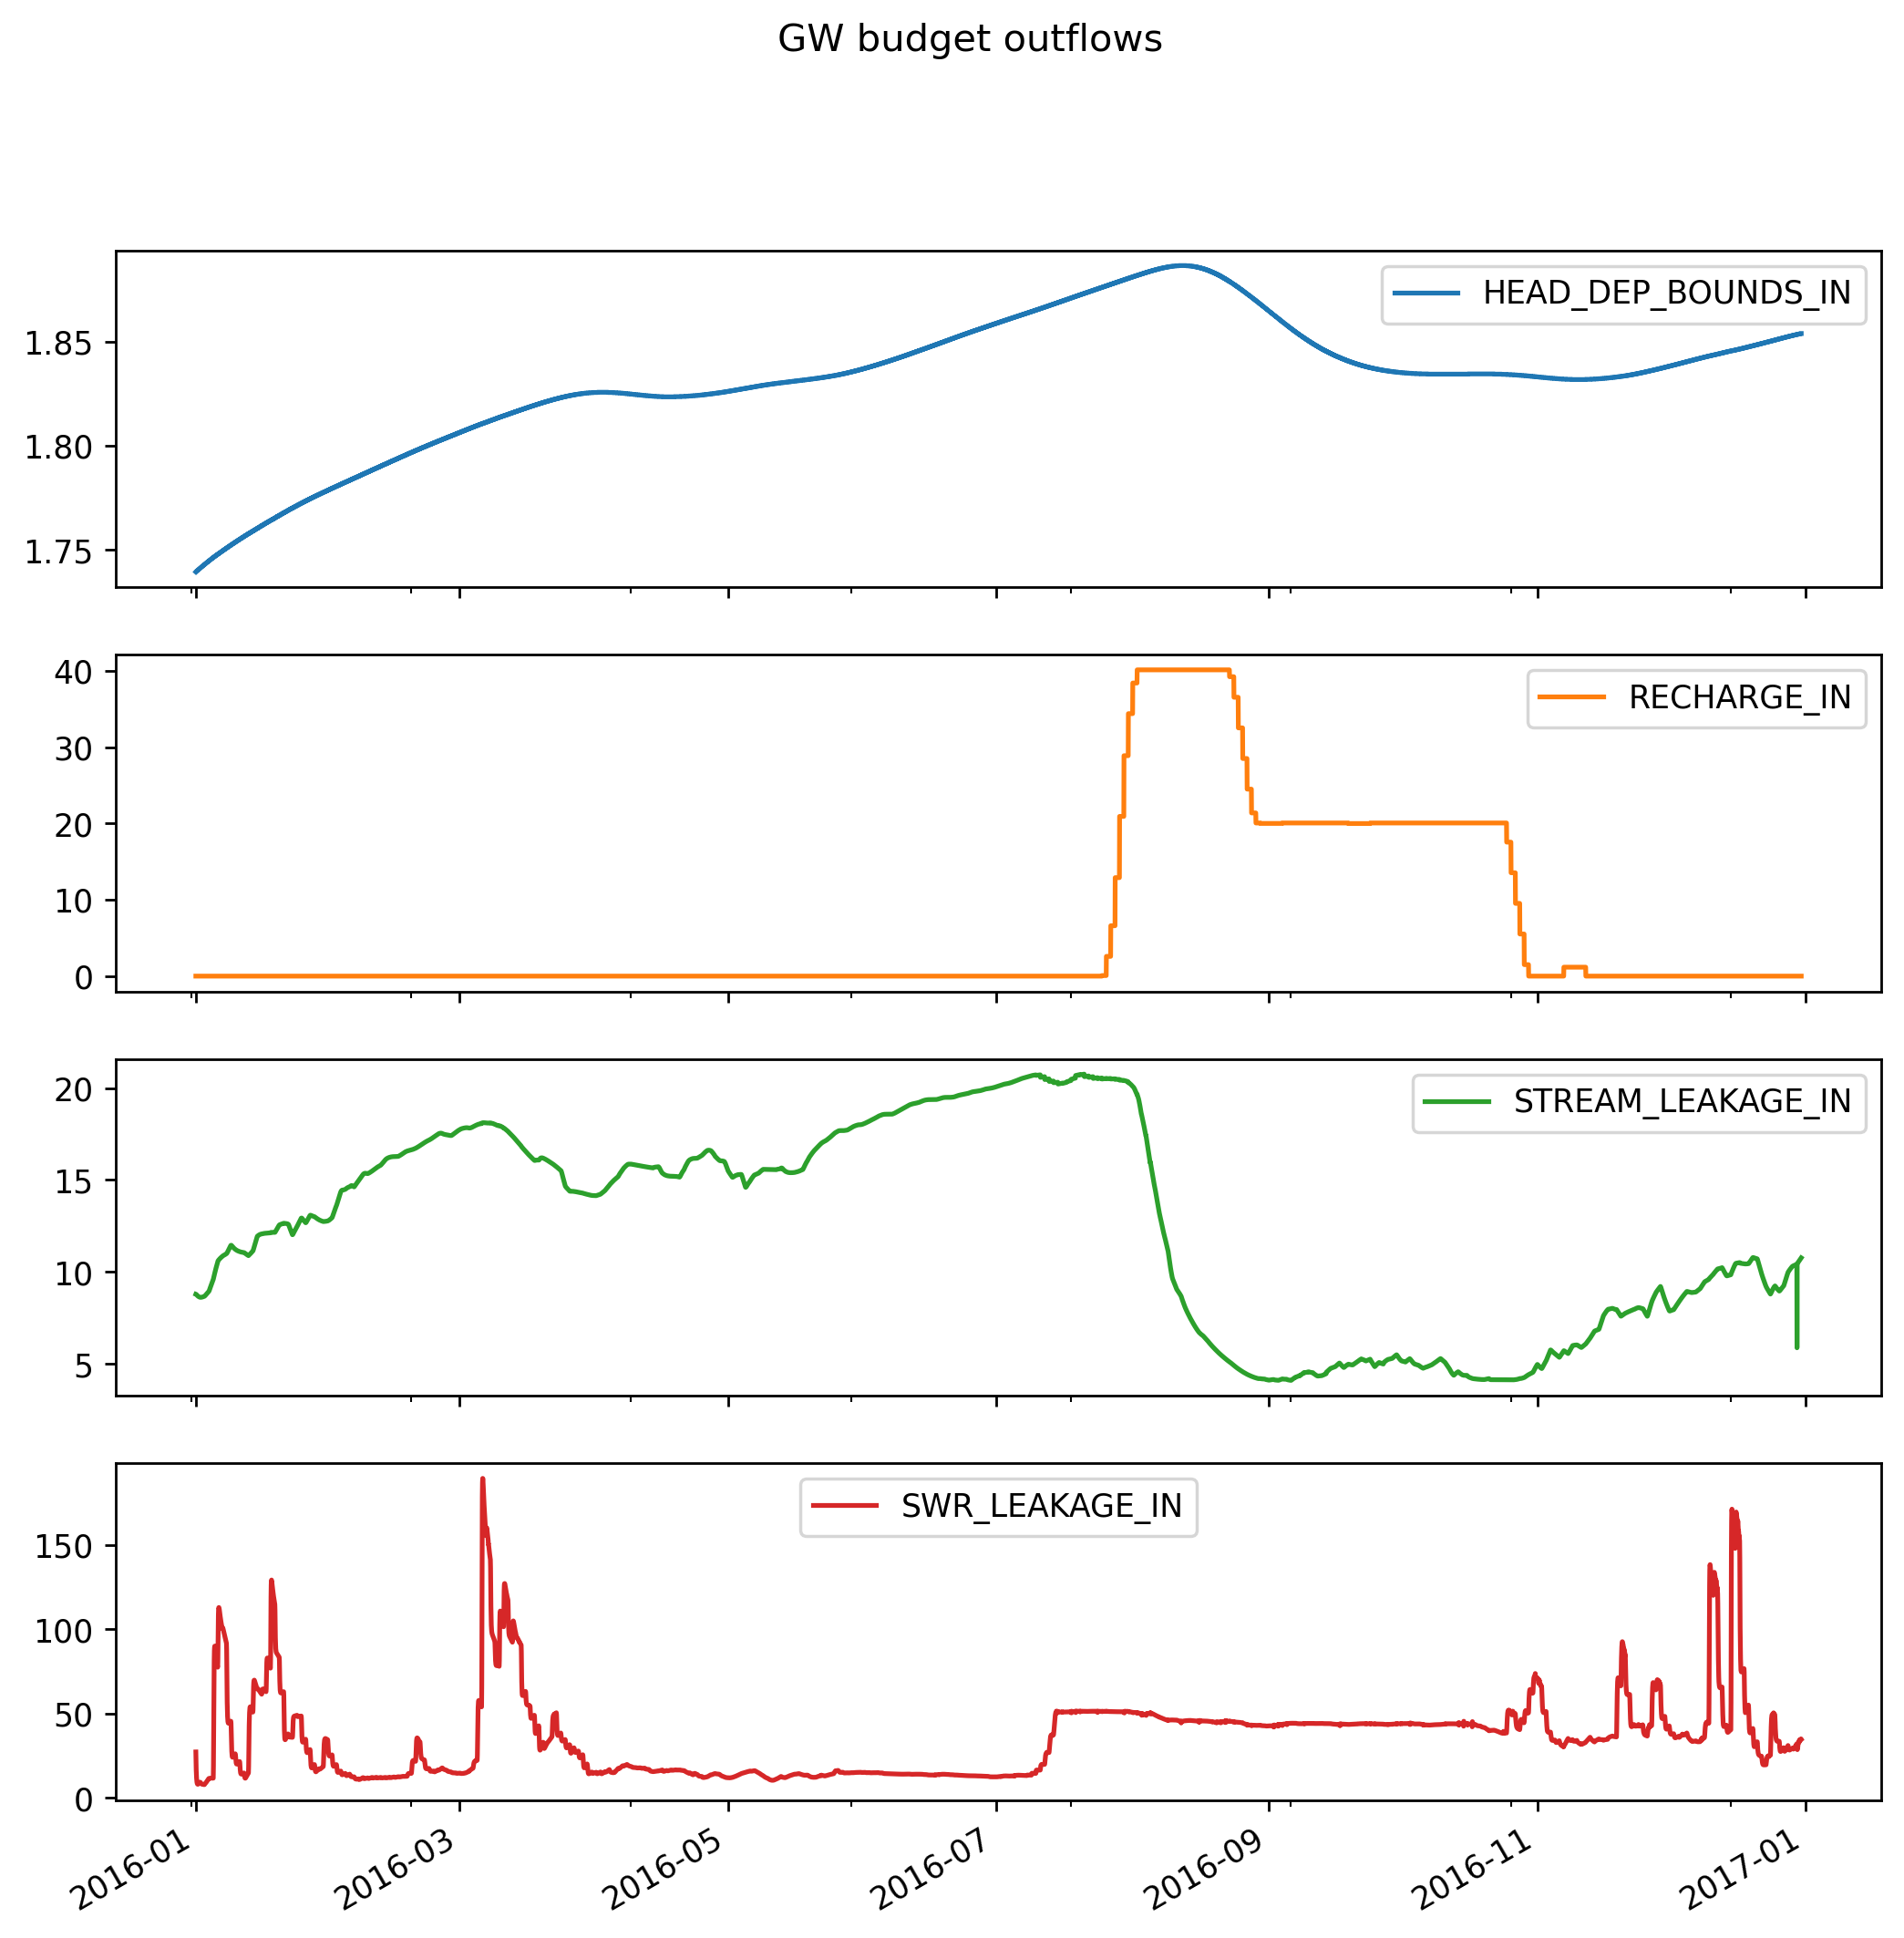 GW budget outflows
HEAD_DEP_BOUNDS_IN
1.85
1.80
1.75
RECHARGE_IN
40
30
20
10
0
STREAM_LEAKAGE_IN
20
15
10
5
SWR_LEAKAGE_IN
150
100
50
0
2016-01 2016-03 2016-05 2016-07 2016-09 2016-11 2017-01